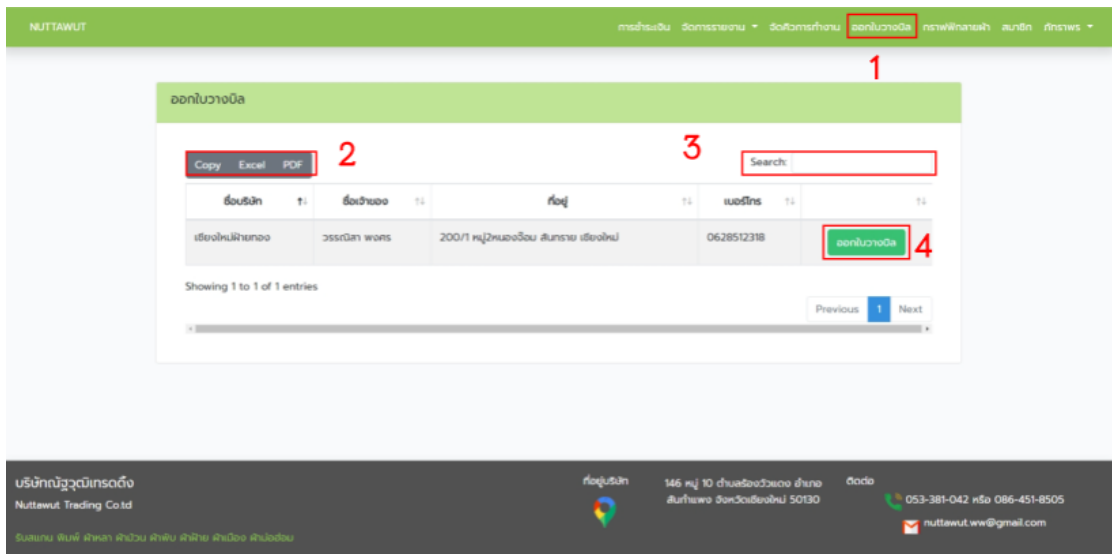 NUTTAWUT การชำระเงิน จัดการรายงาน จัดคิวการทำงาน ออกใบวางบิล กราฟฟิกลายผ้า สมาชิก ภัทราพร
1
ออกใบวางบิล
Copy Excel PDF 2 3 Search:
ชื่อบริษัท ชื่อเจ้าของ ที่อยู่ เบอร์โทร
เชียงใหม่ฝ้ายทอง วรรณิสา พงศร 200/1 หมู่2หนองจ๊อม สันทราย เชียงใหม่ 0628512318 ออกใบวางบิล 4
Showing 1 to 1 of 1 entries
Previous 1 Next
บริษัทณัฐวุฒิเทรดดิ้ง ที่อยู่บริษัท 146 หมู่ 10 ตำบลร้องวัวแดง อำเภอ ติดต่อ
Nuttawut Trading Co.td สันกำแพง จังหวัดเชียงใหม่ 50130 053-381-042 หรือ 086-451-8505
nuttawut.ww@gmail.com
รับสแกน พิมพ์ ผ้าหลา ผ้าม้วน ผ้าพับ ผ้าฝ้าย ผ้าเมือง ผ้าบ่อฮ่อม